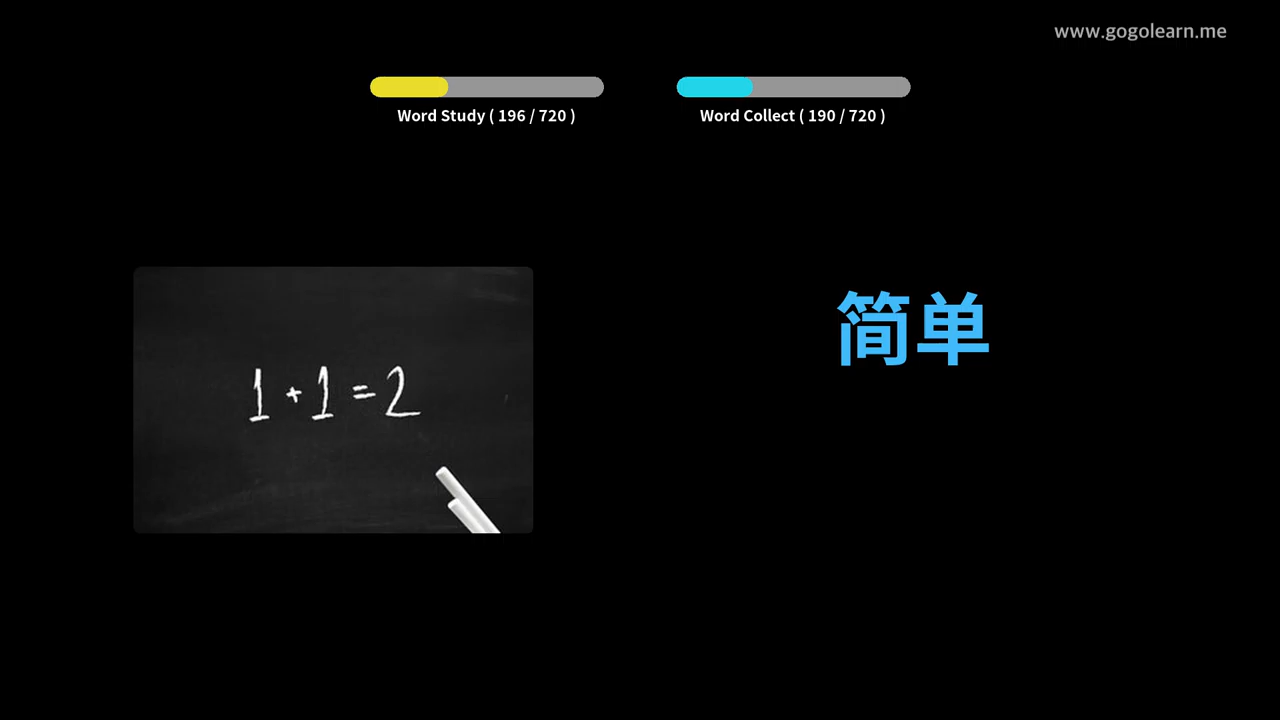 www.gogolearn.me
Word Study ( 196 / 720 )
Word Collect ( 190 / 720 )
简单
1 + 1 = 2